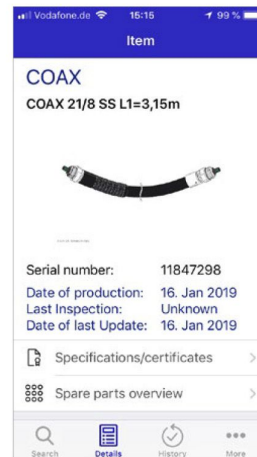 Vodafone.de 15:15 99 %
Item
COAX
COAX 21/8 SS L1=3,15m
Serial number: 11847298
Date of production: 16. Jan 2019
Last Inspection: Unknown
Date of last Update: 16. Jan 2019
Specifications/certificates
Spare parts overview
Search Details History More